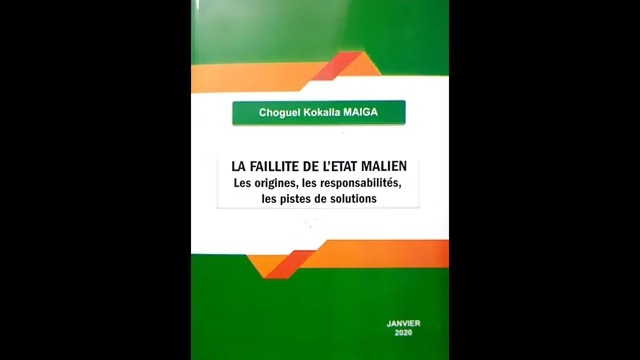 Choguel Kokalla MAIGA
LA FAILLITE DE L'ETAT MALIEN
Les origines, les responsabilités,
les pistes de solutions
JANVIER
2020